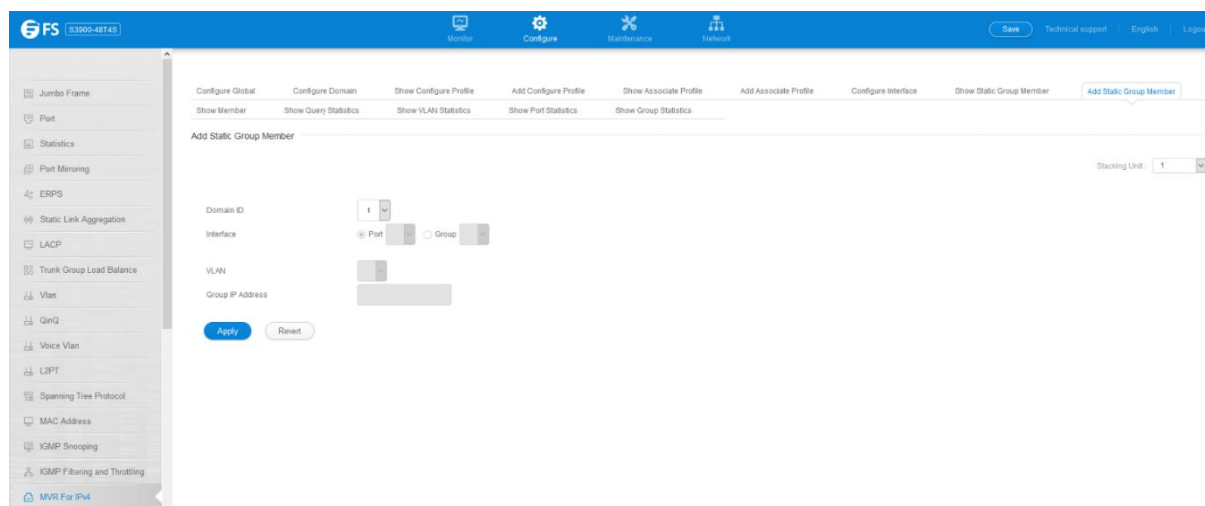 FS S3900-48T4S
Monitor Configure Maintenance Network
Save Technical support English Logou
Jumbo Frame
Port
Statistics
Port Mirroring
ERPS
Static Link Aggregation
LACP
Trunk Group Load Balance
Vlan
QinQ
Voice Vlan
L2PT
Spanning Tree Protocol
MAC Address
IGMP Snooping
IGMP Filtering and Throttling
MVR For IPv4
Configure Global Configure Domain Show Configure Profile Add Configure Profile Show Associate Profile Add Associate Profile Configure Interface Show Static Group Member Add Static Group Member
Show Member Show Query Statistics Show VLAN Statistics Show Port Statistics Show Group Statistics
Add Static Group Member
Stacking Unit : 1
Domain ID 1
Interface Port Group
VLAN
Group IP Address
Apply Revert